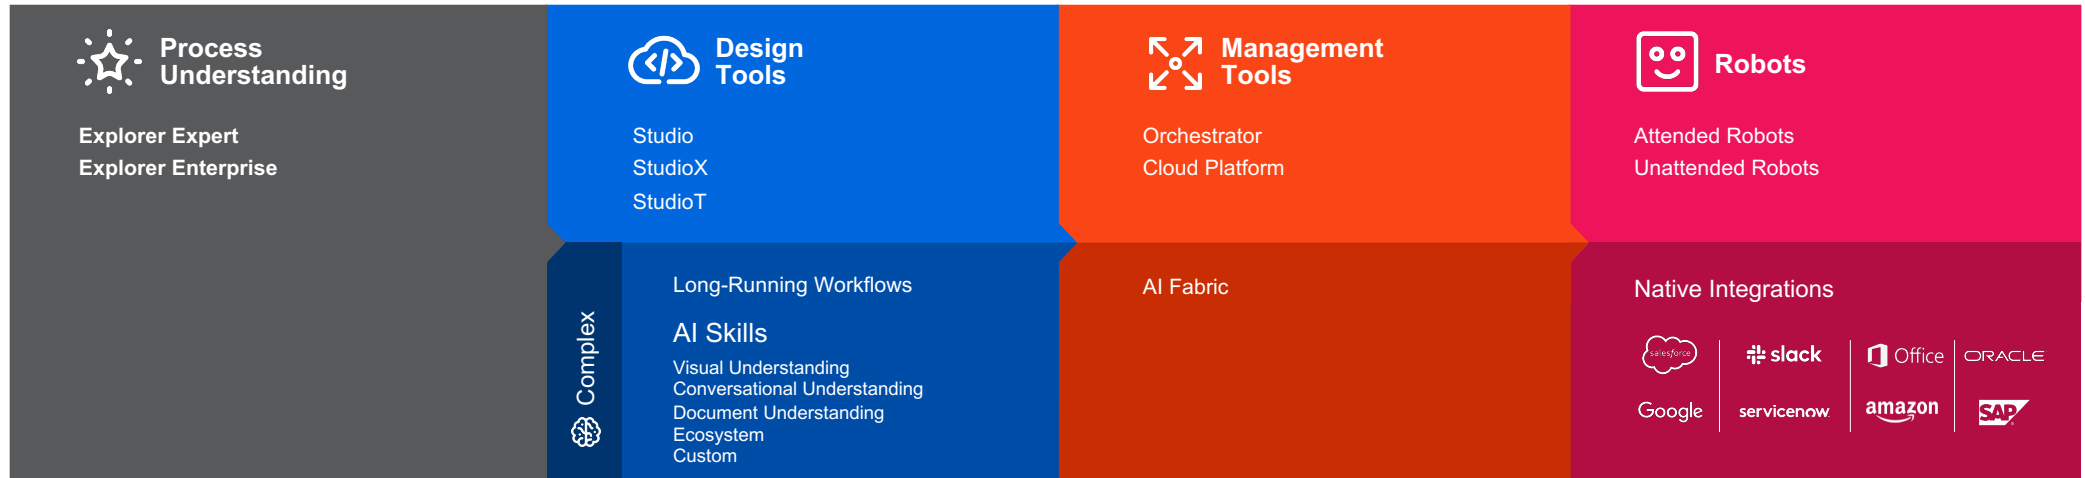 Process
Understanding
Explorer Expert
Explorer Enterprise
Design
Tools
Studio
StudioX
StudioT
Complex
Long-Running Workflows
AI Skills
Visual Understanding
Conversational Understanding
Document Understanding
Ecosystem
Custom
Management
Tools
Orchestrator
Cloud Platform
AI Fabric
Robots
Attended Robots
Unattended Robots
Native Integrations
salesforce
slack
Office
ORACLE
Google
servicenow
amazon
SAP